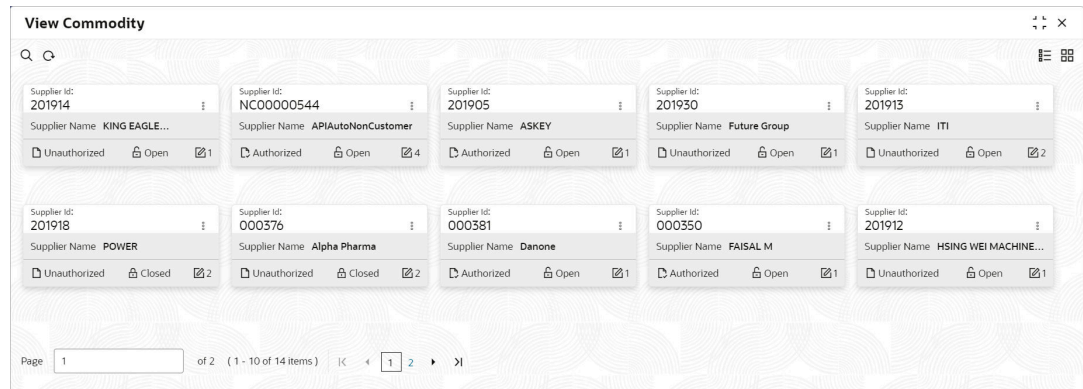 View Commodity
Supplier Id: Supplier Id: Supplier Id: Supplier Id: Supplier Id:
201914 NC00000544 201905 201930 201913
Supplier Name KING EAGLE... Supplier Name APIAutoNonCustomer Supplier Name ASKEY Supplier Name Future Group Supplier Name ITI
Unauthorized Open 1 Authorized Open 4 Authorized Open 1 Unauthorized Open 1 Unauthorized Open 2
Supplier Id: Supplier Id: Supplier Id: Supplier Id: Supplier Id:
201918 000376 000381 000350 201912
Supplier Name POWER Supplier Name Alpha Pharma Supplier Name Danone Supplier Name FAISAL M Supplier Name HSING WEI MACHINE...
Unauthorized Closed 2 Unauthorized Closed 2 Authorized Open 1 Authorized Open 1 Unauthorized Open 1
Page 1 of 2 ( 1 - 10 of 14 items ) 1 2